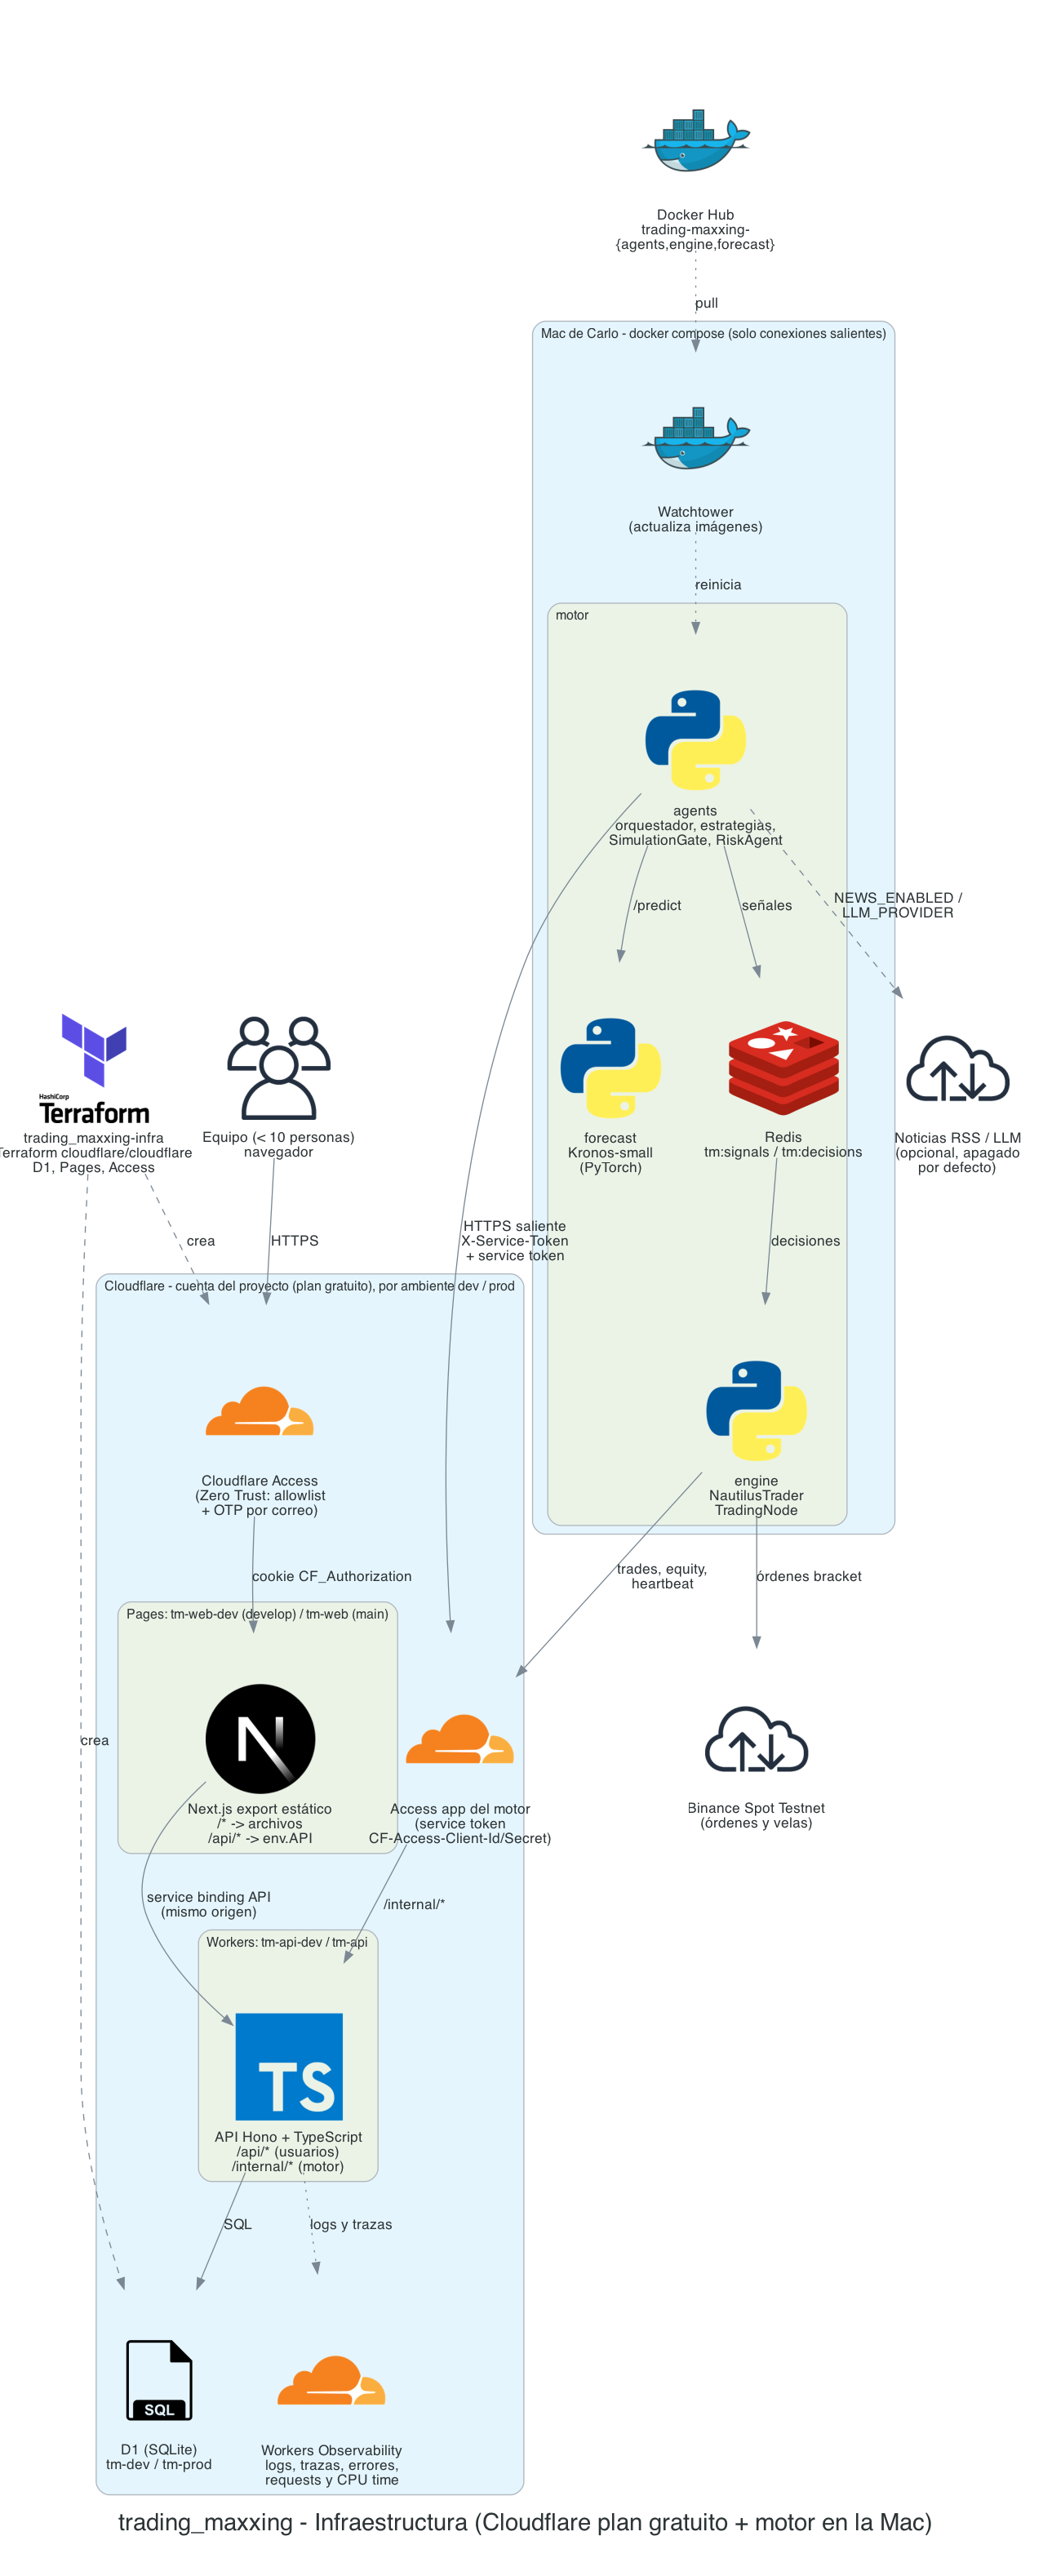 Docker Hub
trading-maxxing-
{agents,engine,forecast}
pull
Mac de Carlo - docker compose (solo conexiones salientes)
Watchtower
(actualiza imágenes)
reinicia
motor
agents
orquestador, estrategias,
SimulationGate, RiskAgent
/predict
señales
NEWS_ENABLED /
LLM_PROVIDER
HashiCorp
Terraform
trading_maxxing-infra
Terraform cloudflare/cloudflare
D1, Pages, Access
Equipo (< 10 personas)
navegador
forecast
Kronos-small
(PyTorch)
Redis
tm:signals / tm:decisions
Noticias RSS / LLM
(opcional, apagado
por defecto)
crea
HTTPS
HTTPS saliente
X-Service-Token
+ service token
decisiones
Cloudflare - cuenta del proyecto (plan gratuito), por ambiente dev / prod
Cloudflare Access
(Zero Trust: allowlist
+ OTP por correo)
engine
NautilusTrader
TradingNode
cookie CF_Authorization
trades, equity,
heartbeat
órdenes bracket
Pages: tm-web-dev (develop) / tm-web (main)
crea
Next.js export estático
/* -> archivos
/api/* -> env.API
Access app del motor
(service token
CF-Access-Client-Id/Secret)
Binance Spot Testnet
(órdenes y velas)
service binding API
(mismo origen)
/internal/*
Workers: tm-api-dev / tm-api
TS
API Hono + TypeScript
/api/* (usuarios)
/internal/* (motor)
SQL
logs y trazas
SQL
D1 (SQLite)
tm-dev / tm-prod
Workers Observability
logs, trazas, errores,
requests y CPU time
trading_maxxing - Infraestructura (Cloudflare plan gratuito + motor en la Mac)